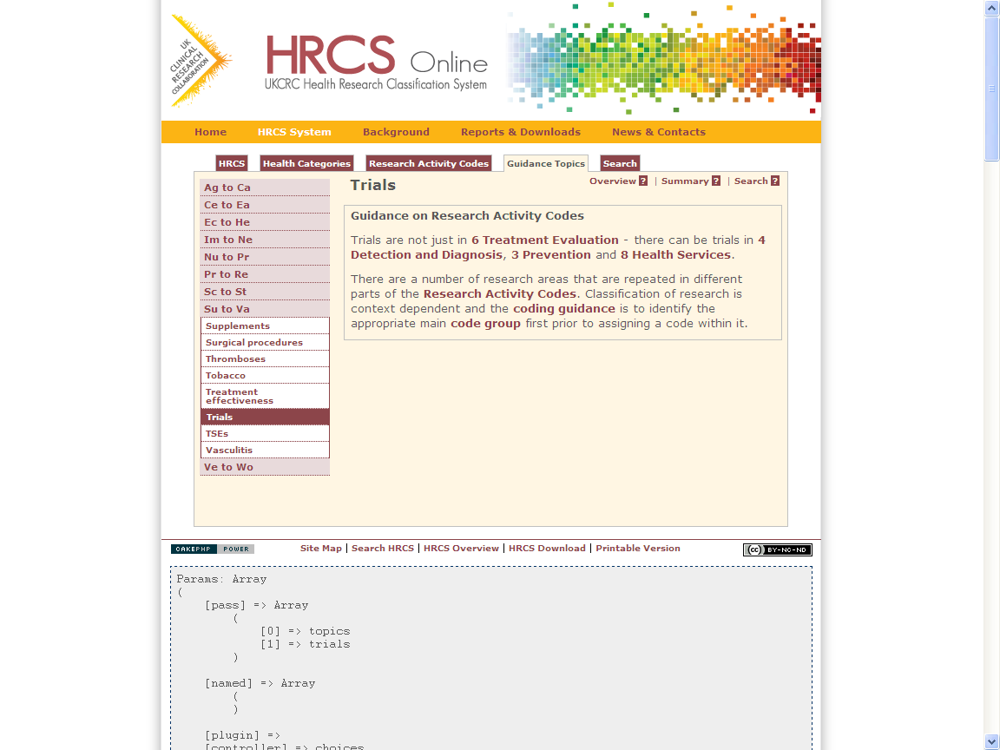 UK
CLINICAL
RESEARCH
COLLABORATION
HRCS Online
UKCRC Health Research Classification System
Home HRCS System Background Reports & Downloads News & Contacts
HRCS Health Categories Research Activity Codes Guidance Topics Search
Overview ? | Summary ? | Search ?
Ag to Ca
Ce to Ea
Ec to He
Im to Ne
Nu to Pr
Pr to Re
Sc to St
Su to Va
Supplements
Surgical procedures
Thromboses
Tobacco
Treatment
effectiveness
Trials
TSEs
Vasculitis
Ve to Wo
Trials
Guidance on Research Activity Codes
Trials are not just in 6 Treatment Evaluation - there can be trials in 4
Detection and Diagnosis, 3 Prevention and 8 Health Services.
There are a number of research areas that are repeated in different
parts of the Research Activity Codes. Classification of research is
context dependent and the coding guidance is to identify the
appropriate main code group first prior to assigning a code within it.
CAKEPHP POWER Site Map | Search HRCS | HRCS Overview | HRCS Download | Printable Version (cc) BY-NC-ND
Params: Array
(
[pass] => Array
(
[0] => topics
[1] => trials
)
[named] => Array
(
)
[plugin] =>
[controller] => choices